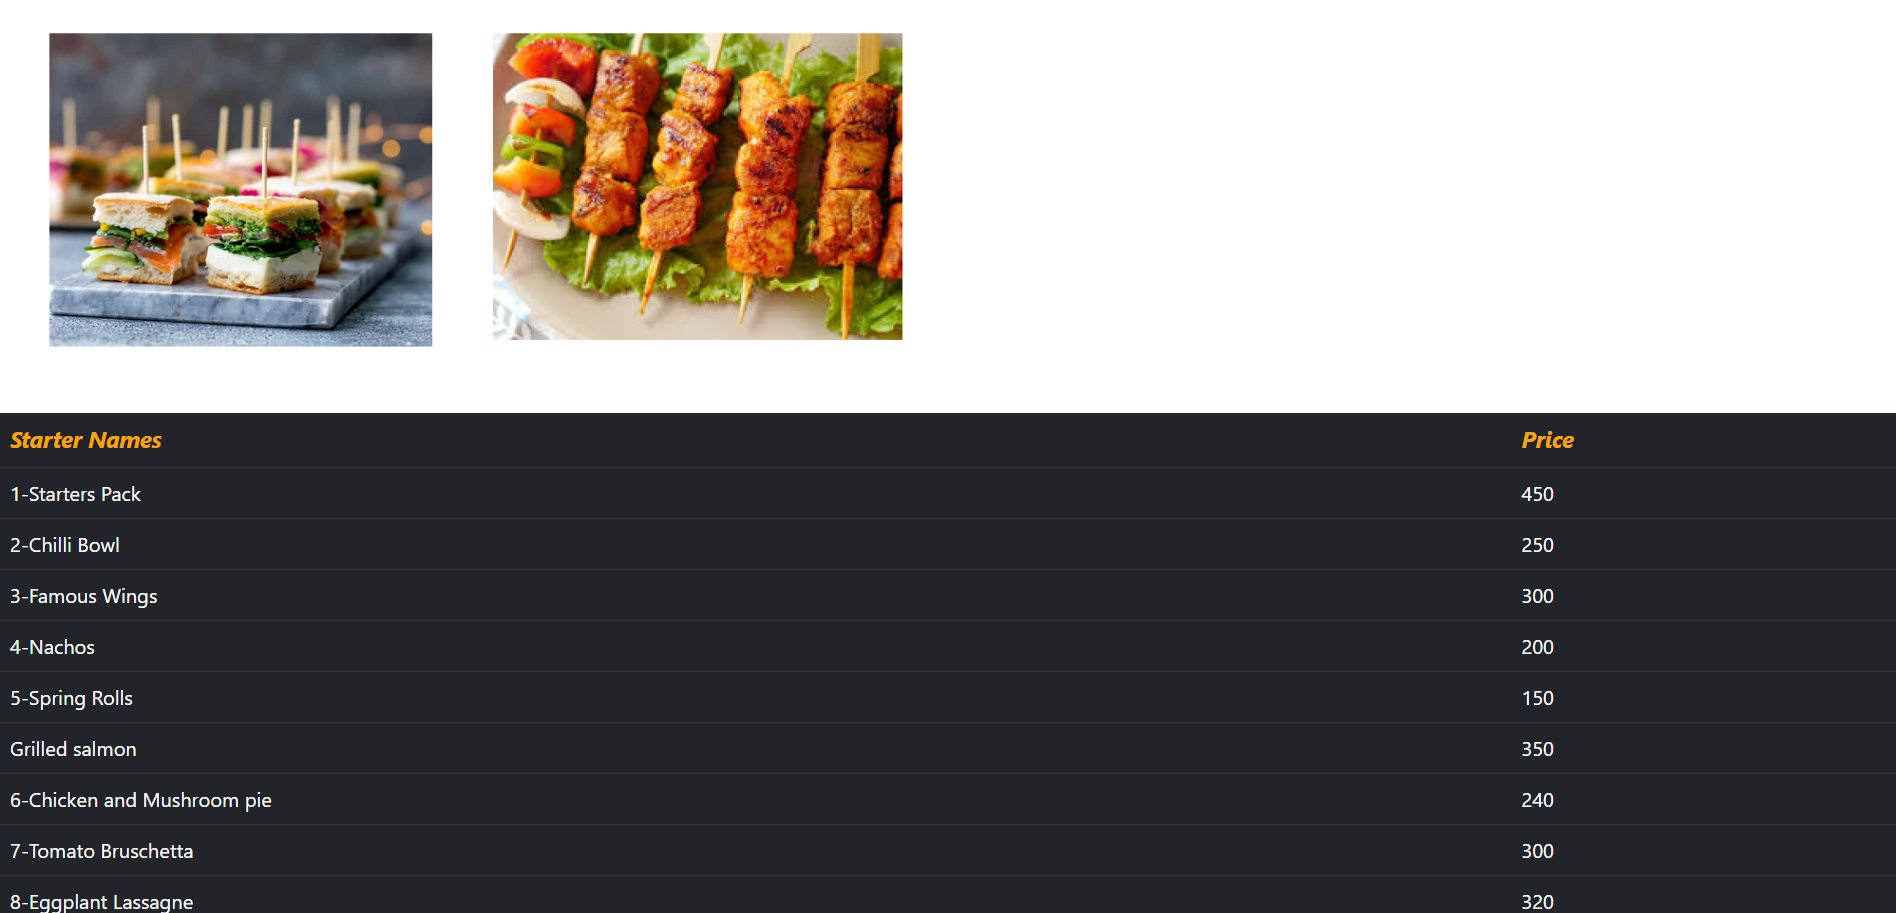 Starter Names Price
1-Starters Pack 450
2-Chilli Bowl 250
3-Famous Wings 300
4-Nachos 200
5-Spring Rolls 150
Grilled salmon 350
6-Chicken and Mushroom pie 240
7-Tomato Bruschetta 300
8-Eggplant Lassagne 320